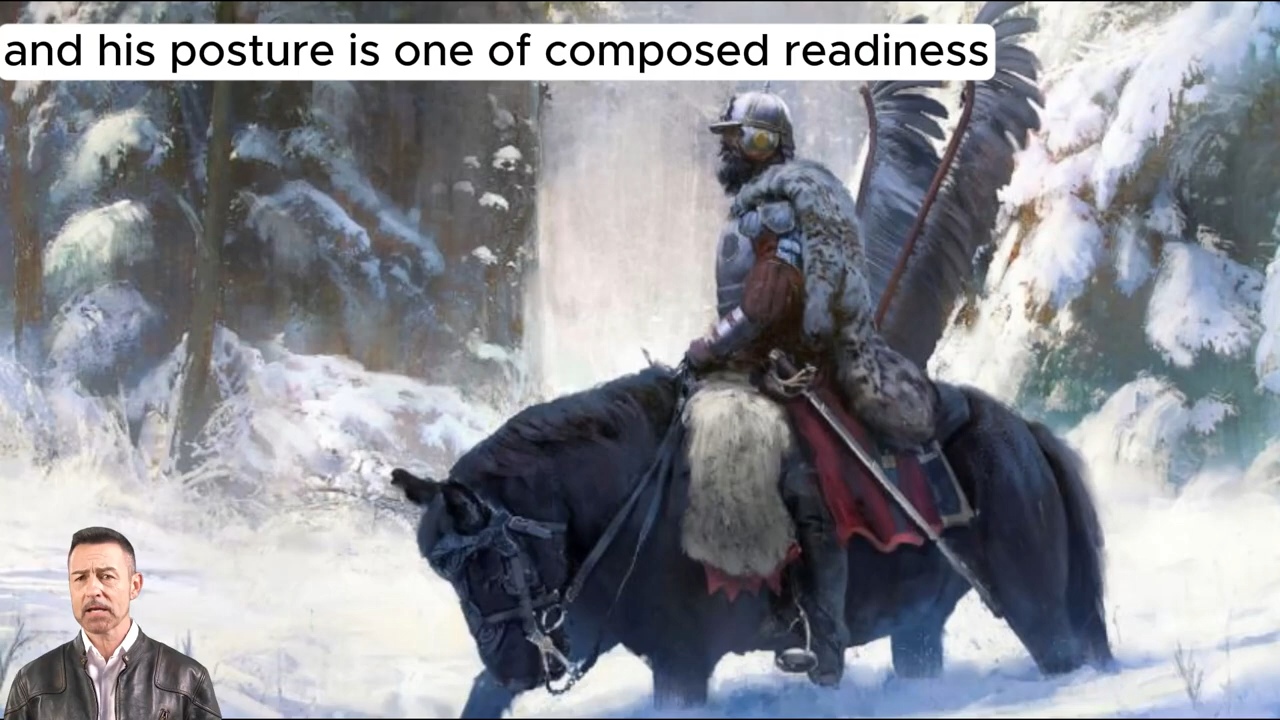 and his posture is one of composed readiness